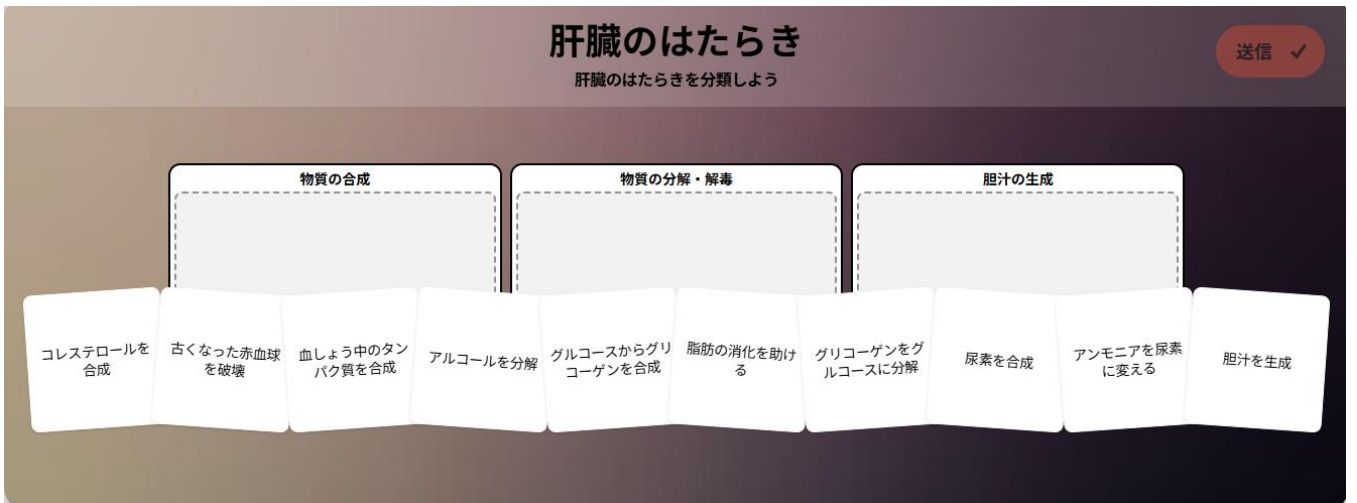 肝臓のはたらき
肝臓のはたらきを分類しよう
送信
物質の合成
物質の分解・解毒
胆汁の生成
コレステロールを
合成
古くなった赤血球
を破壊
血しょう中のタン
パク質を合成
アルコールを分解
グルコースからグリ
コーゲンを合成
脂肪の消化を助け
る
グリコーゲンをグ
ルコースに分解
尿素を合成
アンモニアを尿素
に変える
胆汁を生成